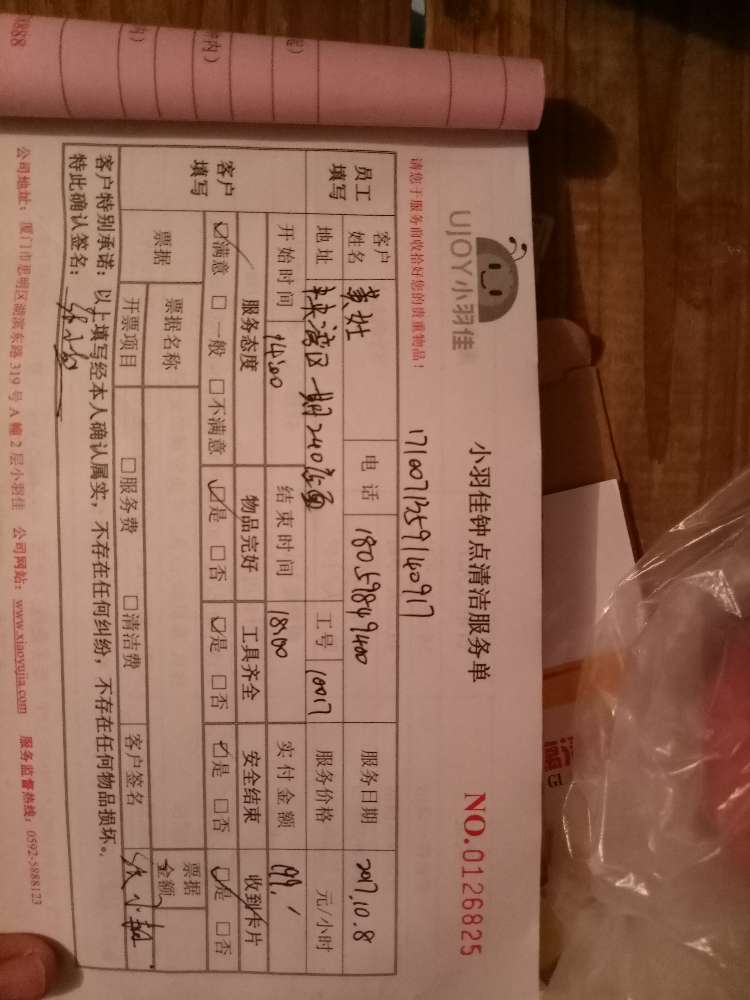 UJOY小羽佳
小羽佳钟点清洁服务单
NO.0126825
请您于服务前收拾好您的贵重物品!
1710071359140917
员工填写
客户姓名 电话 18059849400 服务日期 2017.10.8
地址 中央湾区一期240 工号 10017 服务价格 元/小时
开始时间 14:00 结束时间 18:00 实付金额 199
客户填写
服务态度 物品完好 工具齐全 安全结束 收到卡片
☑满意 □一般 □不满意 ☑是 □否 ☑是 □否 ☑是 □否 ☑是 □否
票据 票据名称 票据金额
开票项目 □服务费 □清洁费 客户签名
客户特别承诺:以上填写经本人确认属实,不存在任何纠纷,不存在任何物品损坏。
特此确认签名:
公司地址:厦门市思明区湖滨东路319号A幢2层小羽佳 公司网站:www.xiaoyujia.com 服务监督热线:0592-5888123